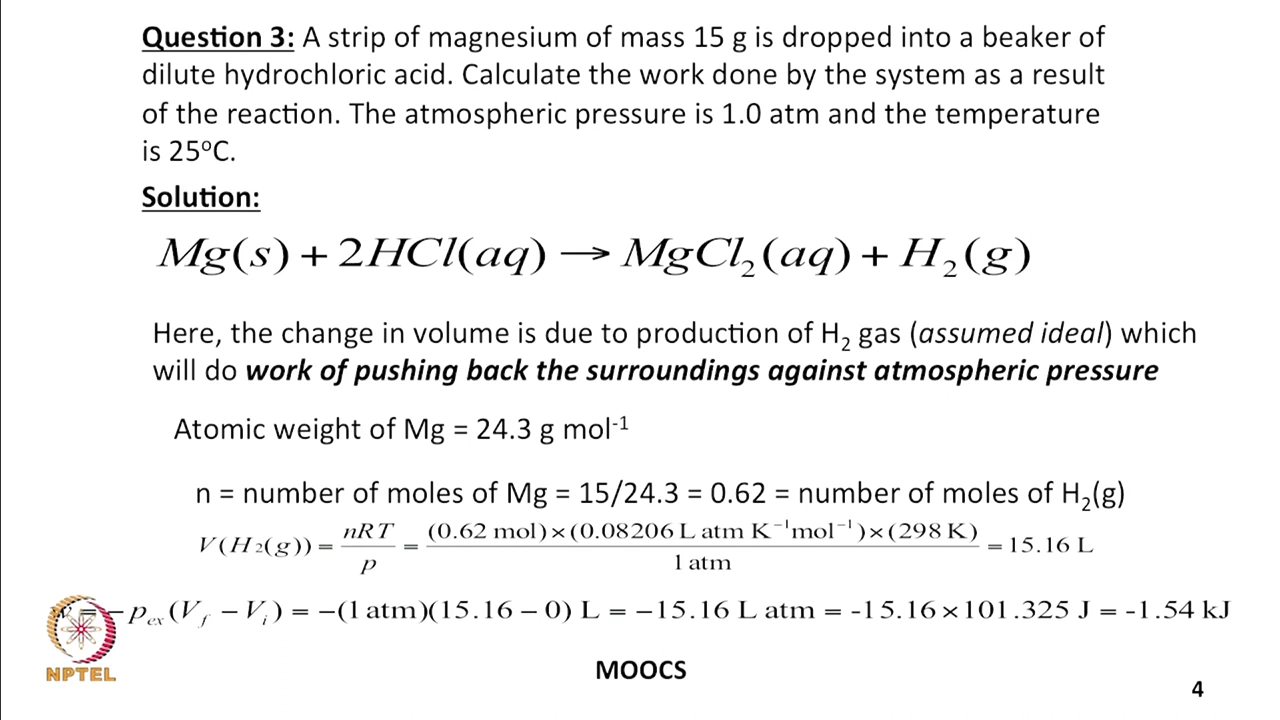 Question 3: A strip of magnesium of mass 15 g is dropped into a beaker of
dilute hydrochloric acid. Calculate the work done by the system as a result
of the reaction. The atmospheric pressure is 1.0 atm and the temperature
is 25°C.
Solution:
Mg(s) + 2HCl(aq) → MgCl₂(aq) + H₂(g)
Here, the change in volume is due to production of H₂ gas (assumed ideal) which
will do work of pushing back the surroundings against atmospheric pressure
Atomic weight of Mg = 24.3 g mol⁻¹
n = number of moles of Mg = 15/24.3 = 0.62 = number of moles of H₂(g)
V(H₂(g)) = nRT/p = (0.62 mol)×(0.08206 L atm K⁻¹mol⁻¹)×(298 K)/1 atm = 15.16 L
= −pₑₓ(V_f − V_i) = −(1 atm)(15.16 − 0) L = −15.16 L atm = -15.16×101.325 J = -1.54 kJ
NPTEL
MOOCS
4